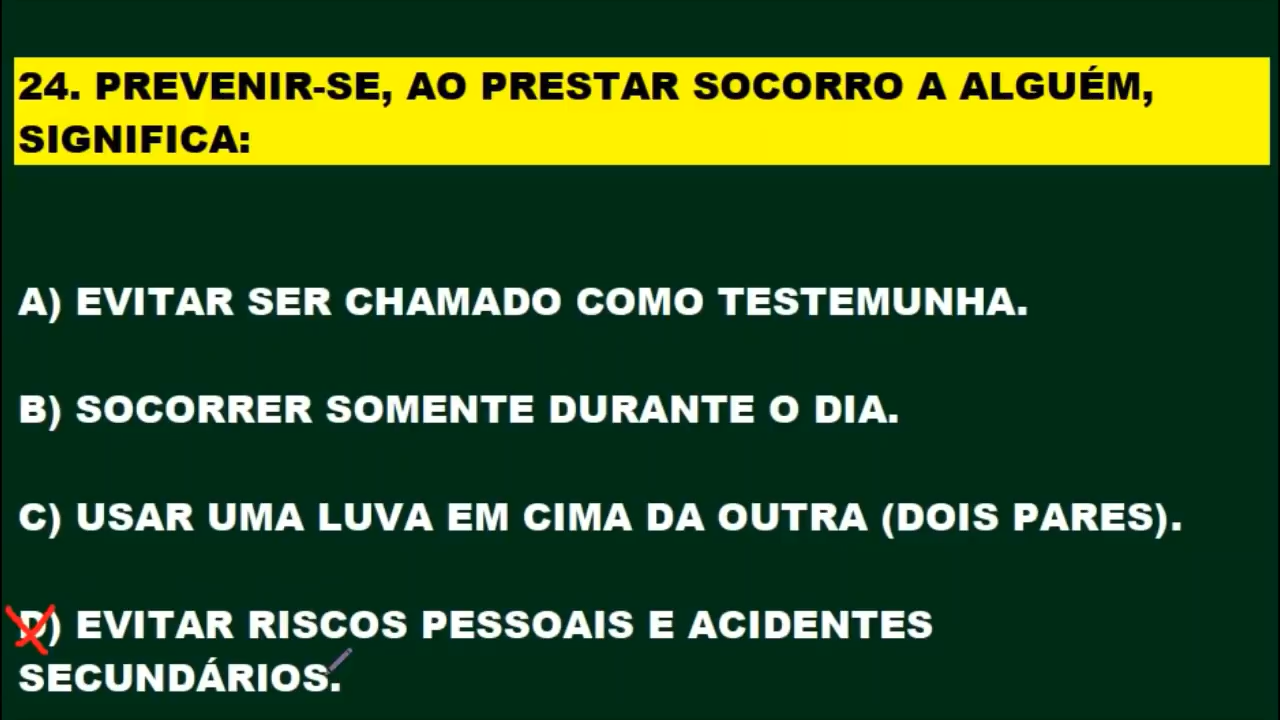 24. PREVENIR-SE, AO PRESTAR SOCORRO A ALGUÉM,
SIGNIFICA:
A) EVITAR SER CHAMADO COMO TESTEMUNHA.
B) SOCORRER SOMENTE DURANTE O DIA.
C) USAR UMA LUVA EM CIMA DA OUTRA (DOIS PARES).
D) EVITAR RISCOS PESSOAIS E ACIDENTES
SECUNDÁRIOS.